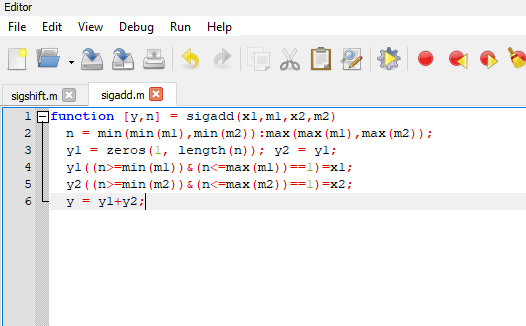 Editor
File Edit View Debug Run Help
sigshift.m sigadd.m
1 function [y,n] = sigadd(x1,m1,x2,m2)
2 n = min(min(m1),min(m2)):max(max(m1),max(m2));
3 y1 = zeros(1, length(n)); y2 = y1;
4 y1((n>=min(m1))&(n<=max(m1))==1)=x1;
5 y2((n>=min(m2))&(n<=max(m2))==1)=x2;
6 y = y1+y2;